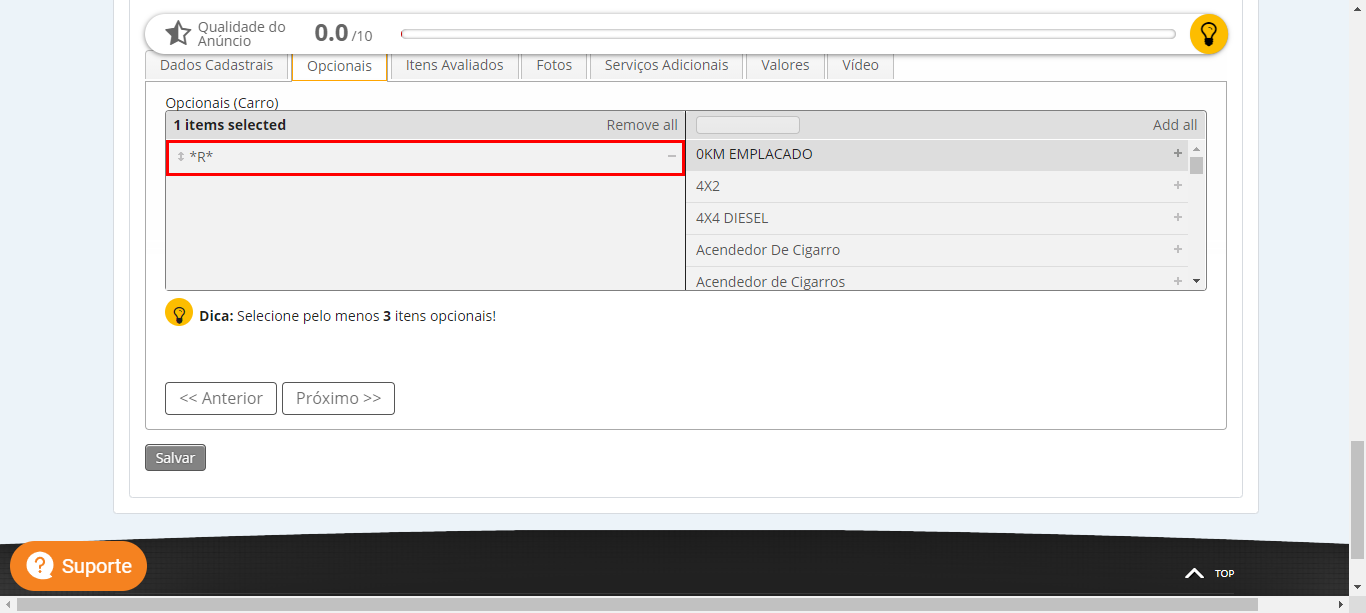 Qualidade do
Anúncio
0.0 /10
Dados Cadastrais Opcionais Itens Avaliados Fotos Serviços Adicionais Valores Vídeo
Opcionais (Carro)
1 items selected Remove all Add all
*R*
0KM EMPLACADO
4X2
4X4 DIESEL
Acendedor De Cigarro
Acendedor de Cigarros
Dica: Selecione pelo menos 3 itens opcionais!
<< Anterior Próximo >>
Salvar
? Suporte
TOP